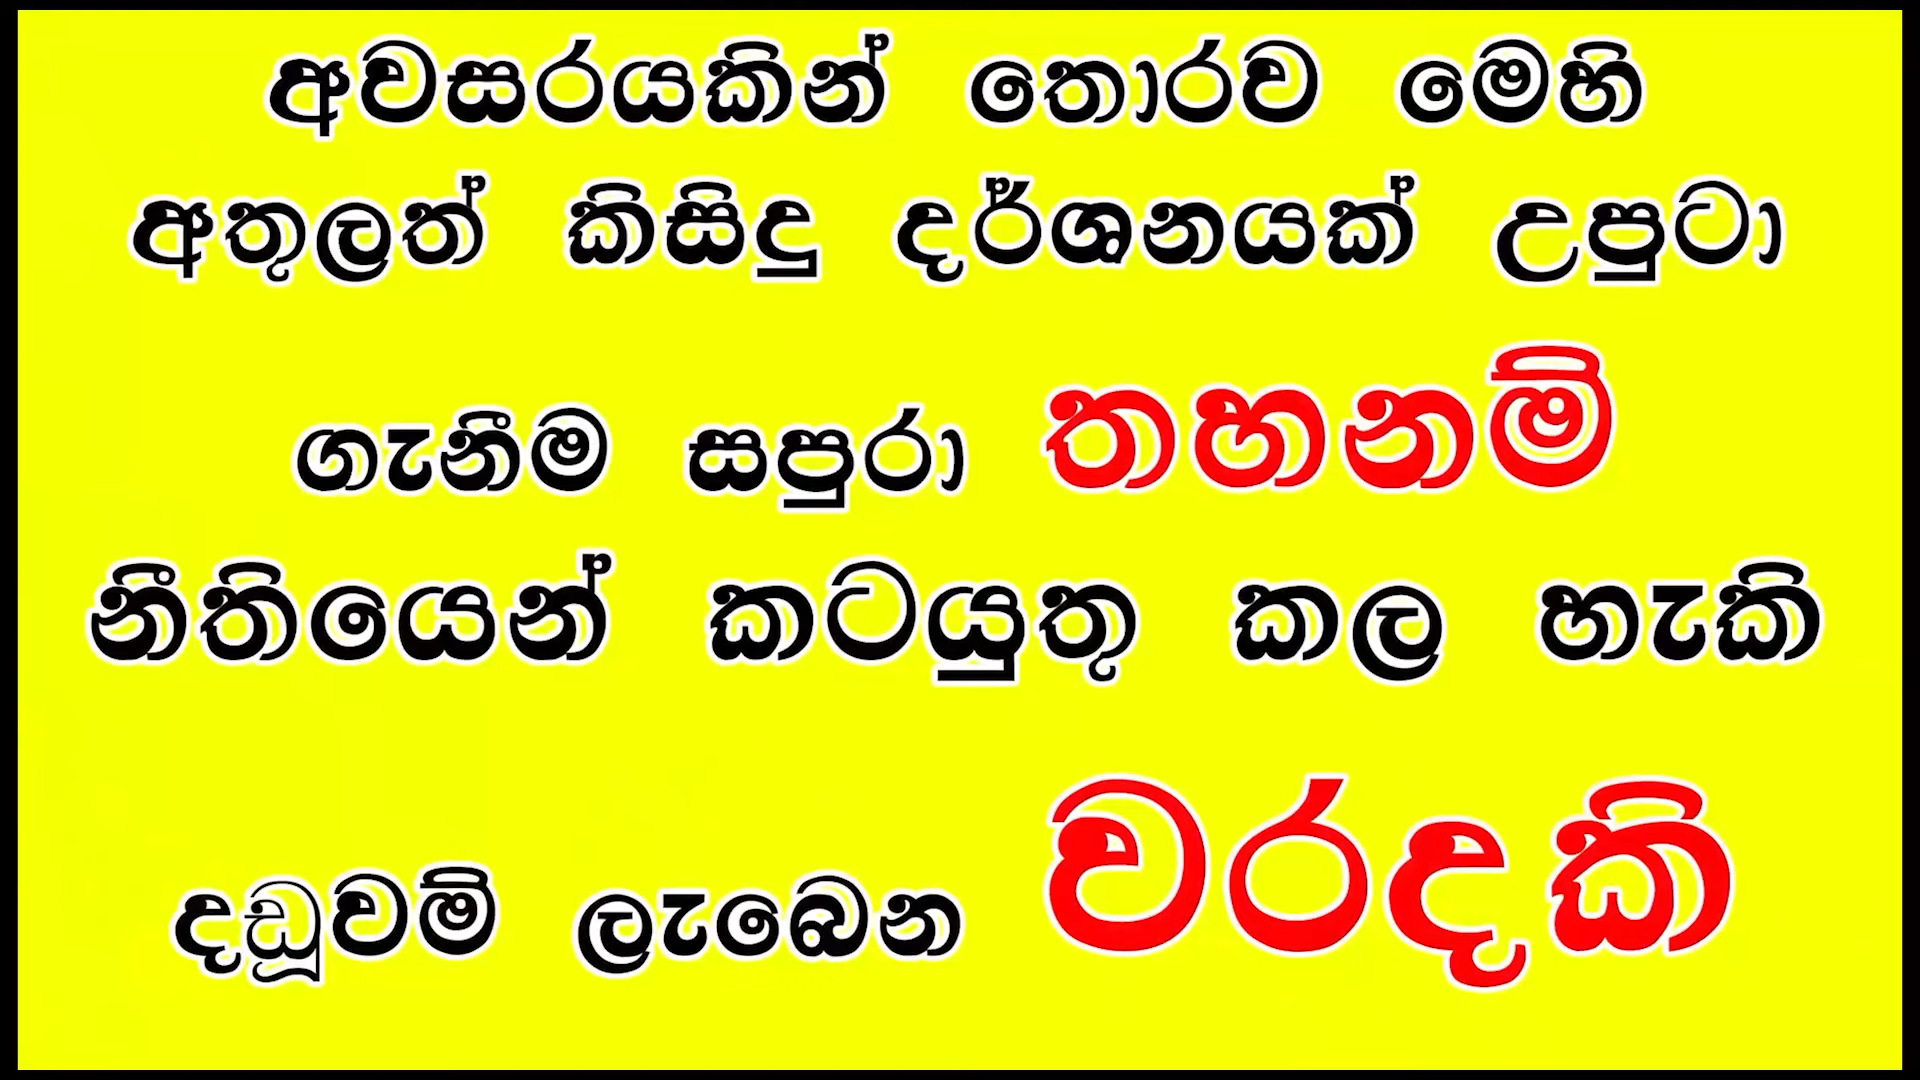 අවසරයකින් තොරව මෙහි
අතුලත් කිසිදු දර්ශනයක් උපුටා
ගැනීම සපුරා තහනම්
නීතියෙන් කටයුතු කල හැකි
දඩූවම් ලැබෙන වරදකි